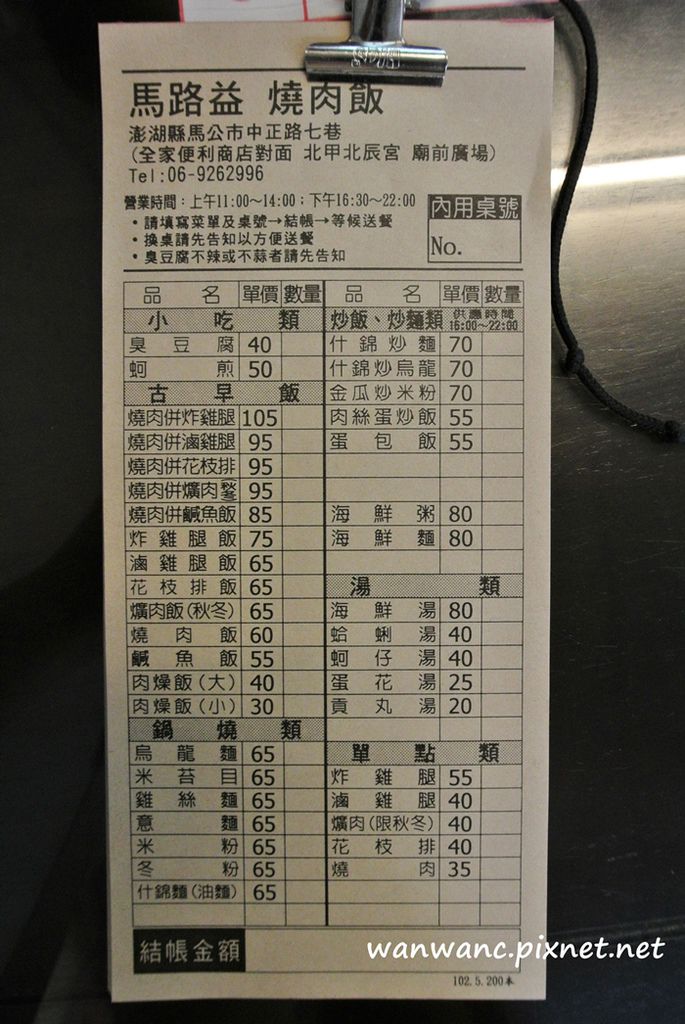 馬路益 燒肉飯
澎湖縣馬公市中正路七巷
(全家便利商店對面 北甲北辰宮 廟前廣場)
Tel:06-9262996
營業時間：上午11:00～14:00；下午16:30～22:00
・請填寫菜單及桌號→結帳→等候送餐
・換桌請先告知以方便送餐
・臭豆腐不辣或不蒜者請先告知
內用桌號
No.
品名 單價 數量
小吃類
臭豆腐 40
蚵煎 50
古早飯
燒肉併炸雞腿 105
燒肉併滷雞腿 95
燒肉併花枝排 95
燒肉併爌肉(秋冬) 95
燒肉併鹹魚飯 85
炸雞腿飯 75
滷雞腿飯 65
花枝排飯 65
爌肉飯(秋冬) 65
燒肉飯 60
鹹魚飯 55
肉燥飯(大) 40
肉燥飯(小) 30
鍋燒類
烏龍麵 65
米苔目 65
雞絲麵 65
意麵 65
米粉 65
冬粉 65
什錦麵(油麵) 65
品名 單價 數量
炒飯、炒麵類 供應時間 16:00～22:00
什錦炒麵 70
什錦炒烏龍 70
金瓜炒米粉 70
肉絲蛋炒飯 55
蛋包飯 55
海鮮粥 80
海鮮麵 80
湯類
海鮮湯 80
蛤蜊湯 40
蚵仔湯 40
蛋花湯 25
貢丸湯 20
單點類
炸雞腿 55
滷雞腿 40
爌肉(限秋冬) 40
花枝排 40
燒肉 35
結帳金額
wanwanc.pixnet.net
102.5.200本